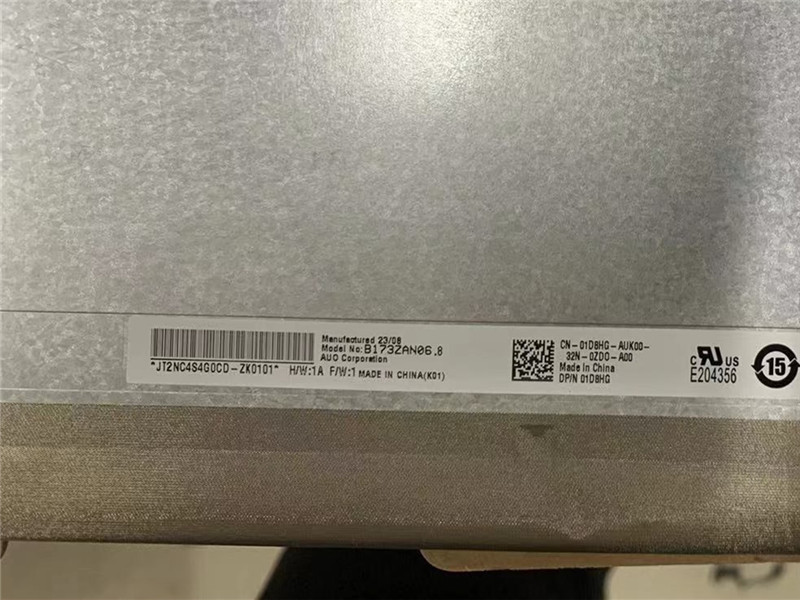 Manufactured 23/08
Model No:B173ZAN06.8
AUO Corporation
*JT2NC4S4G0CD-ZK0101* H/W:1A F/W:1 MADE IN CHINA(K01)
CN-01D8HG-AUK00-
32N-0ZD0-A00
Made in China
DP/N 01D8HG
c RU US
E204356
15